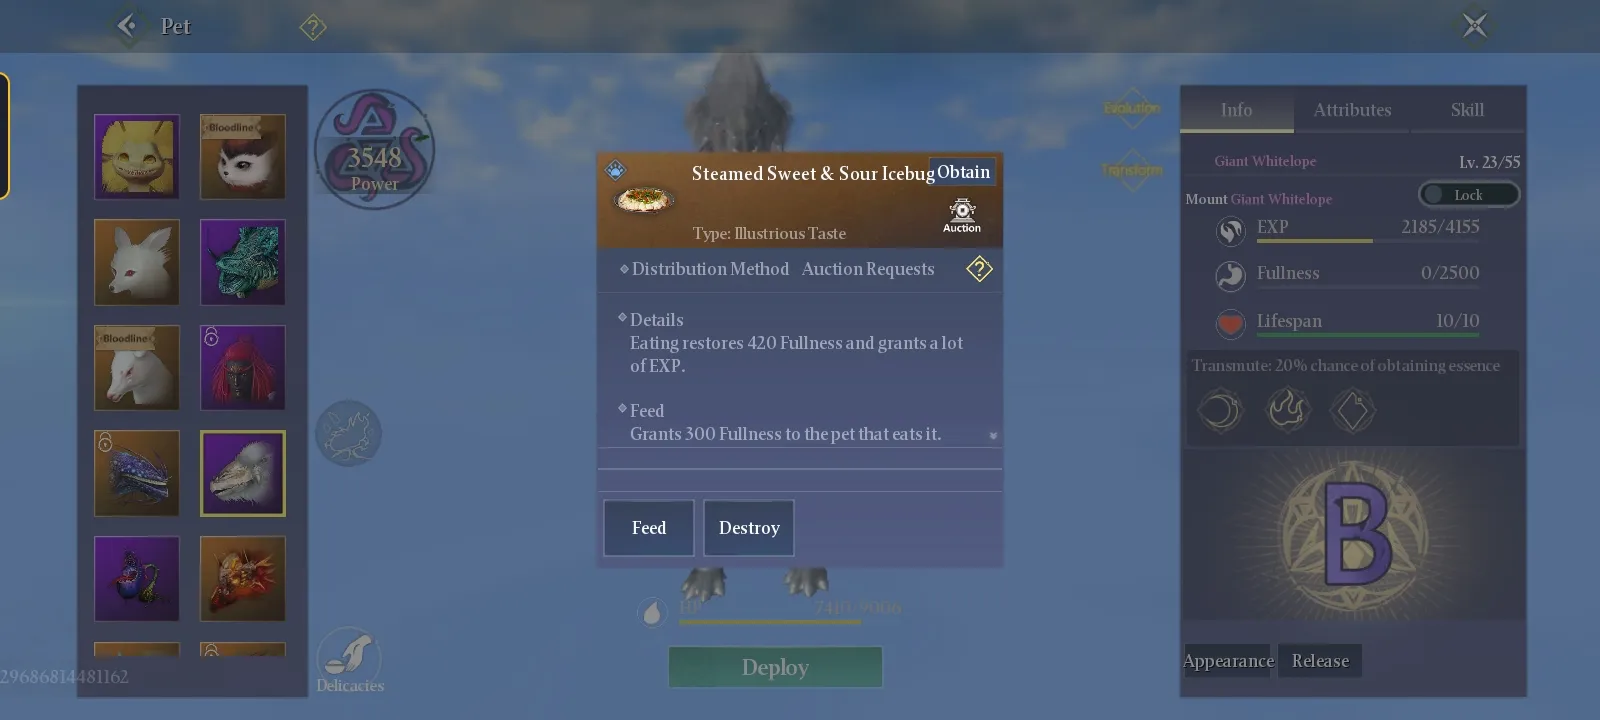 Pet
?
Bloodline
Bloodline
3548
Power
Delicacies
29686814481162
Evolution
Transform
Steamed Sweet & Sour Icebug
Obtain
Type: Illustrious Taste
Auction
Distribution Method Auction Requests
?
Details
Eating restores 420 Fullness and grants a lot
of EXP.
Feed
Grants 300 Fullness to the pet that eats it.
Feed
Destroy
HP
Deploy
Info
Attributes
Skill
Giant Whitelope
Lv. 23/55
Mount Giant Whitelope
Lock
EXP
2185/4155
Fullness
0/2500
Lifespan
10/10
Transmute: 20% chance of obtaining essence
B
Appearance
Release